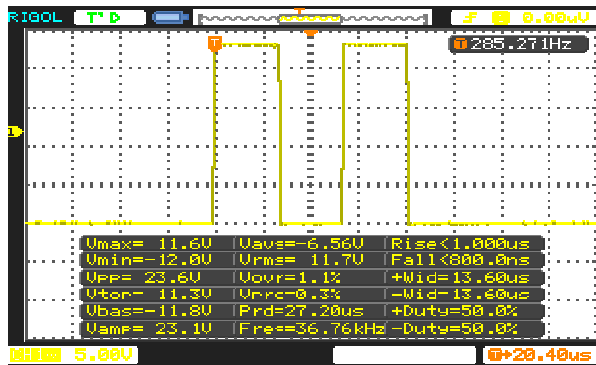 RIGOL T'D 0.00uV
T 285.271Hz
1
Vmax= 11.6V Vavg=-6.56V Rise<1.000us
Vmin=-12.0V Vrms= 11.7V Fall<800.0ns
Vpp= 23.6V Vovr=1.1% +Wid=13.60us
Vtop= 11.3V Vpre=0.3% -Wid=13.60us
Vbas=-11.8V Prd=27.20us +Duty=50.0%
Vamp= 23.1V Fre=36.76kHz -Duty=50.0%
5.00V T+20.40us